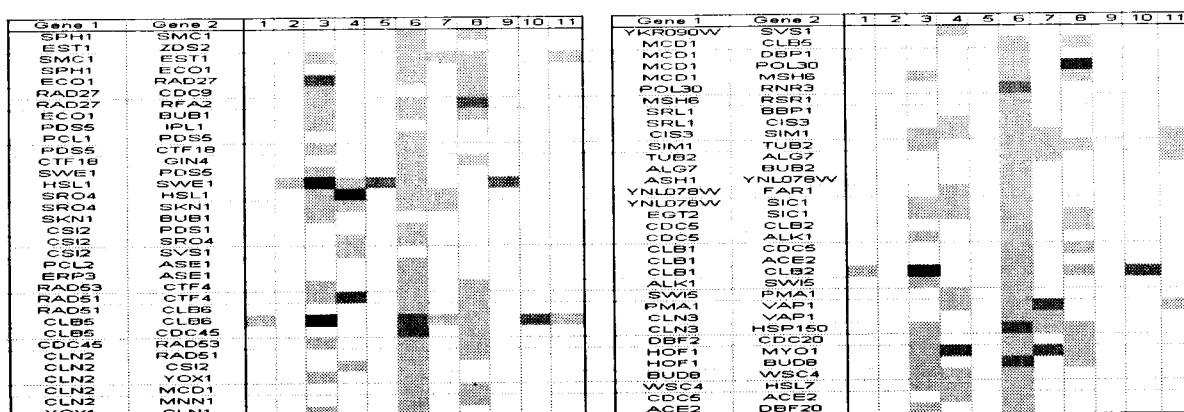 Gene 1 Gene 2 1 2 3 4 5 6 7 8 9 10 11
SPH1 SMC1
EST1 ZDS2
SMC1 EST1
SPH1 ECO1
ECO1 RAD27
RAD27 CDC9
RAD27 RFA2
ECO1 BUB1
PDS5 IPL1
PCL1 PDS5
PDS5 CTF18
CTF18 GIN4
SWE1 PDS5
HSL1 SWE1
SRO4 HSL1
SRO4 SKN1
SKN1 BUB1
CSI2 PDS1
CSI2 SRO4
CSI2 SVS1
PCL2 ASE1
ERP3 ASE1
RAD53 CTF4
RAD51 CTF4
RAD51 CLB6
CLB5 CLB6
CLB5 CDC45
CDC45 RAD53
CLN2 RAD51
CLN2 CSI2
CLN2 YOX1
CLN2 MCD1
CLN2 MNN1
YOX1 CLN1
Gene 1 Gene 2 1 2 3 4 5 6 7 8 9 10 11
YKR090W SVS1
MCD1 CLB5
MCD1 DBP1
MCD1 POL30
MCD1 MSH6
POL30 RNR3
MSH6 RSR1
SRL1 BBP1
SRL1 CIS3
CIS3 SIM1
SIM1 TUB2
TUB2 ALG7
ALG7 BUB2
ASH1 YNL078W
YNL078W FAR1
YNL078W SIC1
EGT2 SIC1
CDC5 CLB2
CDC5 ALK1
CLB1 CDC5
CLB1 ACE2
CLB1 CLB2
ALK1 SWI5
SWI5 PMA1
PMA1 VAP1
CLN3 VAP1
CLN3 HSP150
DBF2 CDC20
HOF1 MYO1
HOF1 BUD8
BUD8 WSC4
WSC4 HSL7
CDC5 ACE2
ACE2 DBF20